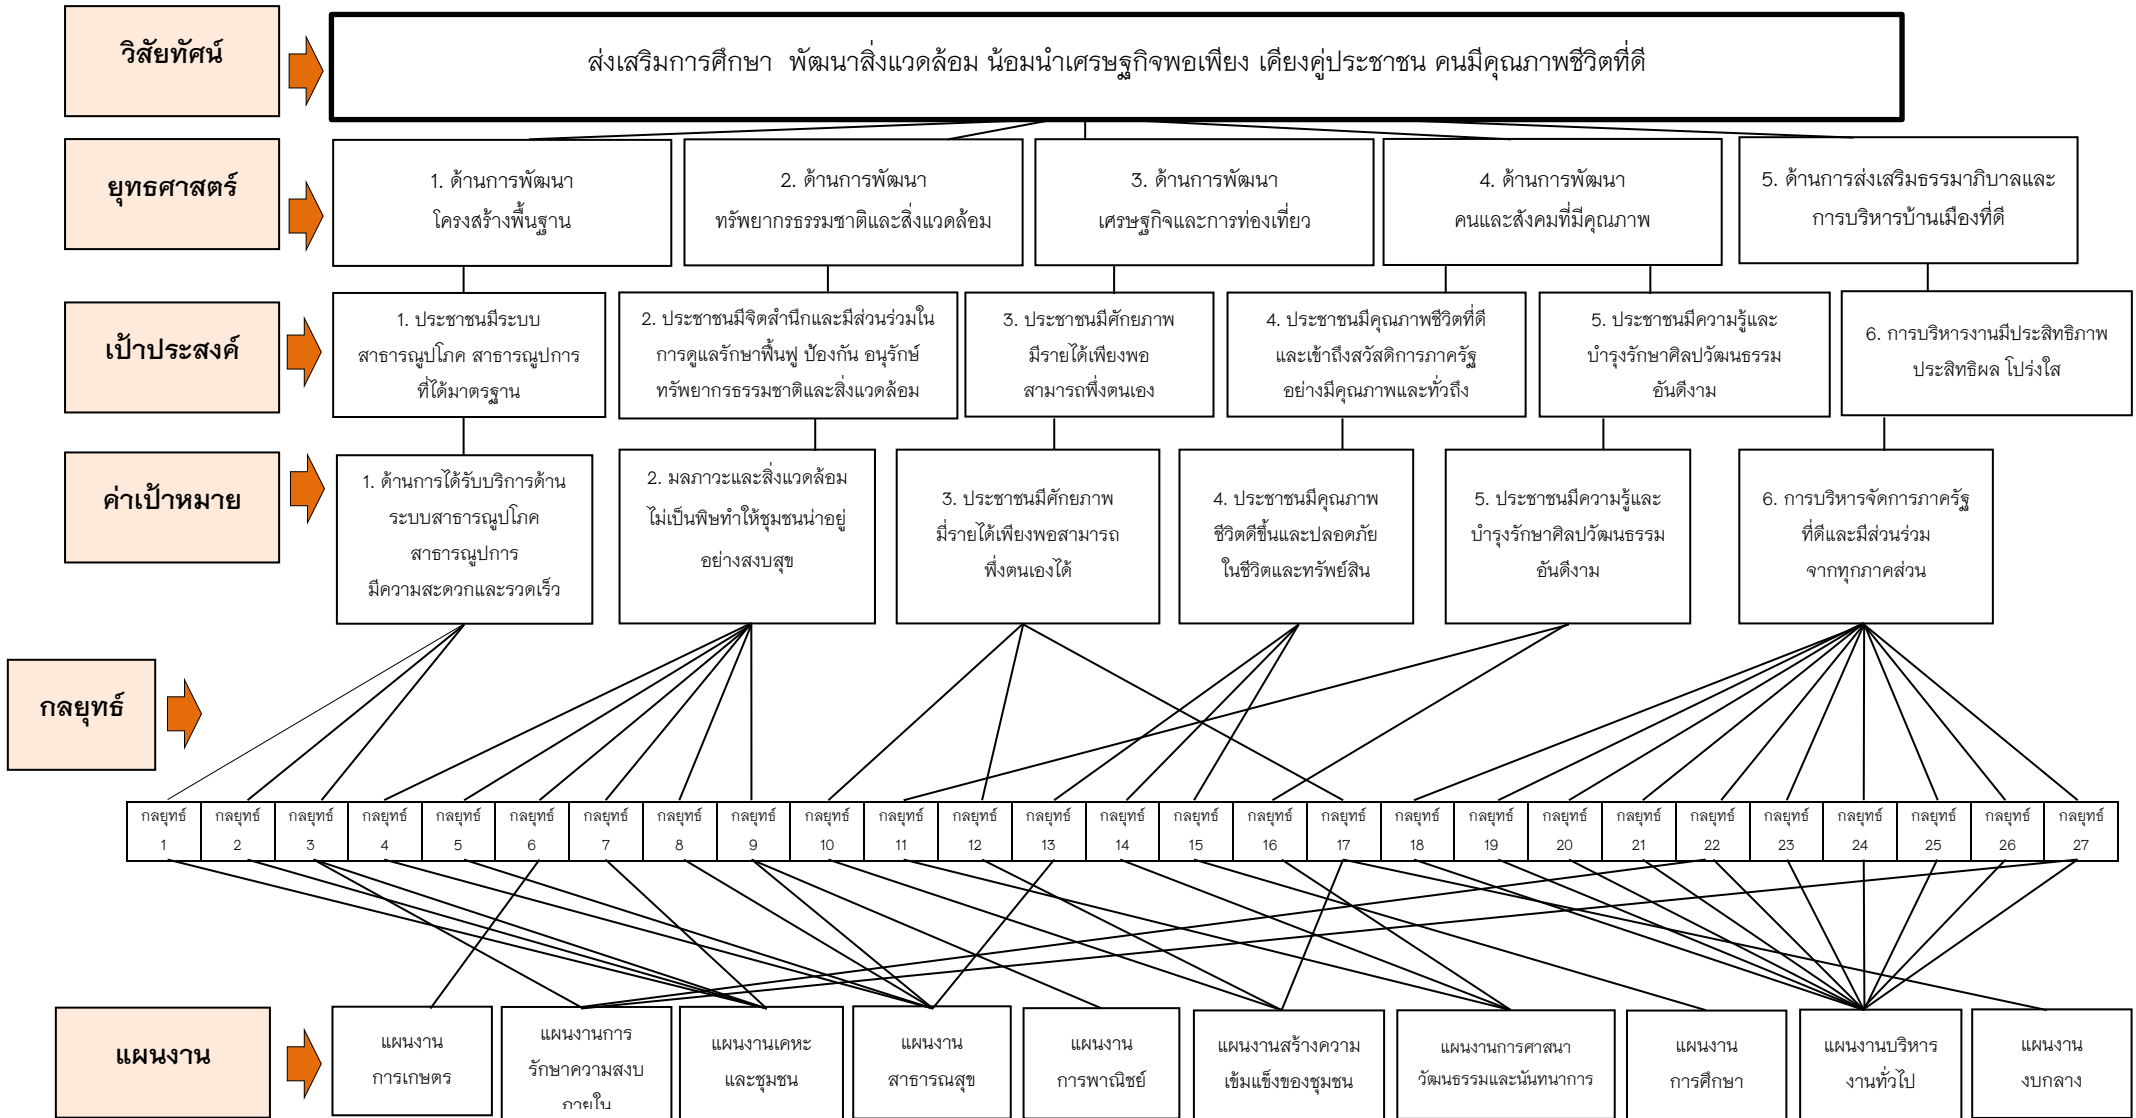 วิสัยทัศน์
ส่งเสริมการศึกษา  พัฒนาสิ่งแวดล้อม น้อมนำเศรษฐกิจพอเพียง เคียงคู่ประชาชน คนมีคุณภาพชีวิตที่ดี
ยุทธศาสตร์
1. ด้านการพัฒนา
โครงสร้างพื้นฐาน
2. ด้านการพัฒนา
ทรัพยากรธรรมชาติและสิ่งแวดล้อม
3. ด้านการพัฒนา
เศรษฐกิจและการท่องเที่ยว
4. ด้านการพัฒนา
คนและสังคมที่มีคุณภาพ
5. ด้านการส่งเสริมธรรมาภิบาลและ
การบริหารบ้านเมืองที่ดี
เป้าประสงค์
1. ประชาชนมีระบบ
สาธารณูปโภค สาธารณูปการ
ที่ได้มาตรฐาน
2. ประชาชนมีจิตสำนึกและมีส่วนร่วมใน
การดูแลรักษาฟื้นฟู ป้องกัน อนุรักษ์
ทรัพยากรธรรมชาติและสิ่งแวดล้อม
3. ประชาชนมีศักยภาพ
มีรายได้เพียงพอ
สามารถพึ่งตนเอง
4. ประชาชนมีคุณภาพชีวิตที่ดี
และเข้าถึงสวัสดิการภาครัฐ
อย่างมีคุณภาพและทั่วถึง
5. ประชาชนมีความรู้และ
บำรุงรักษาศิลปวัฒนธรรม
อันดีงาม
6. การบริหารงานมีประสิทธิภาพ
ประสิทธิผล โปร่งใส
ค่าเป้าหมาย
1. ด้านการได้รับบริการด้าน
ระบบสาธารณูปโภค
สาธารณูปการ
มีความสะดวกและรวดเร็ว
2. มลภาวะและสิ่งแวดล้อม
ไม่เป็นพิษทำให้ชุมชนน่าอยู่
อย่างสงบสุข
3. ประชาชนมีศักยภาพ
มี่รายได้เพียงพอสามารถ
พึ่งตนเองได้
4. ประชาชนมีคุณภาพ
ชีวิตดีขึ้นและปลอดภัย
ในชีวิตและทรัพย์สิน
5. ประชาชนมีความรู้และ
บำรุงรักษาศิลปวัฒนธรรม
อันดีงาม
6. การบริหารจัดการภาครัฐ
ที่ดีและมีส่วนร่วม
จากทุกภาคส่วน
กลยุทธ์
กลยุทธ์
1
กลยุทธ์
2
กลยุทธ์
3
กลยุทธ์
4
กลยุทธ์
5
กลยุทธ์
6
กลยุทธ์
7
กลยุทธ์
8
กลยุทธ์
9
กลยุทธ์
10
กลยุทธ์
11
กลยุทธ์
12
กลยุทธ์
13
กลยุทธ์
14
กลยุทธ์
15
กลยุทธ์
16
กลยุทธ์
17
กลยุทธ์
18
กลยุทธ์
19
กลยุทธ์
20
กลยุทธ์
21
กลยุทธ์
22
กลยุทธ์
23
กลยุทธ์
24
กลยุทธ์
25
กลยุทธ์
26
กลยุทธ์
27
แผนงาน
แผนงาน
การเกษตร
แผนงานการ
รักษาความสงบ
ภายใน
แผนงานเคหะ
และชุมชน
แผนงาน
สาธารณสุข
แผนงาน
การพาณิชย์
แผนงานสร้างความ
เข้มแข็งของชุมชน
แผนงานการศาสนา
วัฒนธรรมและนันทนาการ
แผนงาน
การศึกษา
แผนงานบริหาร
งานทั่วไป
แผนงาน
งบกลาง